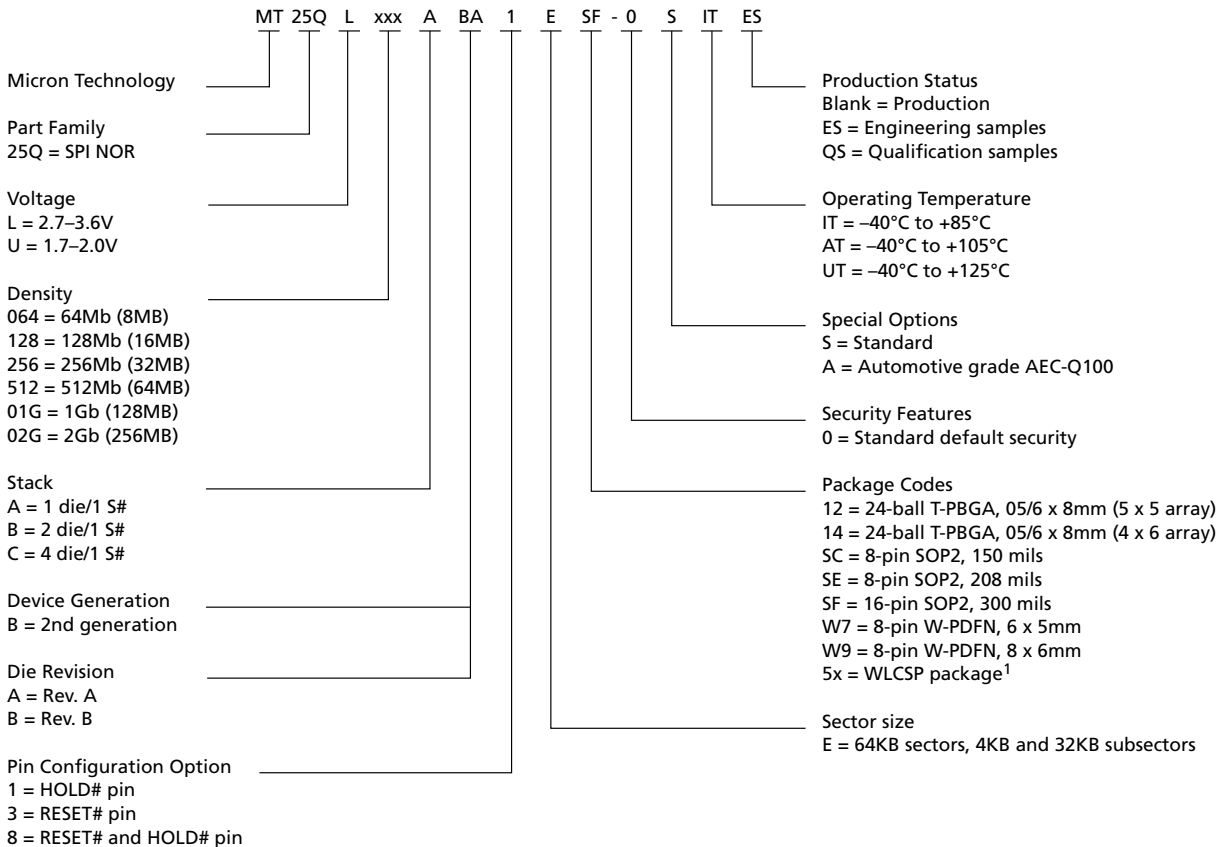 MT 25Q L xxx A BA 1 E SF - 0 S IT ES
Micron Technology
Part Family
25Q = SPI NOR
Voltage
L = 2.7–3.6V
U = 1.7–2.0V
Density
064 = 64Mb (8MB)
128 = 128Mb (16MB)
256 = 256Mb (32MB)
512 = 512Mb (64MB)
01G = 1Gb (128MB)
02G = 2Gb (256MB)
Stack
A = 1 die/1 S#
B = 2 die/1 S#
C = 4 die/1 S#
Device Generation
B = 2nd generation
Die Revision
A = Rev. A
B = Rev. B
Pin Configuration Option
1 = HOLD# pin
3 = RESET# pin
8 = RESET# and HOLD# pin
Production Status
Blank = Production
ES = Engineering samples
QS = Qualification samples
Operating Temperature
IT = –40°C to +85°C
AT = –40°C to +105°C
UT = –40°C to +125°C
Special Options
S = Standard
A = Automotive grade AEC-Q100
Security Features
0 = Standard default security
Package Codes
12 = 24-ball T-PBGA, 05/6 x 8mm (5 x 5 array)
14 = 24-ball T-PBGA, 05/6 x 8mm (4 x 6 array)
SC = 8-pin SOP2, 150 mils
SE = 8-pin SOP2, 208 mils
SF = 16-pin SOP2, 300 mils
W7 = 8-pin W-PDFN, 6 x 5mm
W9 = 8-pin W-PDFN, 8 x 6mm
5x = WLCSP package1
Sector size
E = 64KB sectors, 4KB and 32KB subsectors